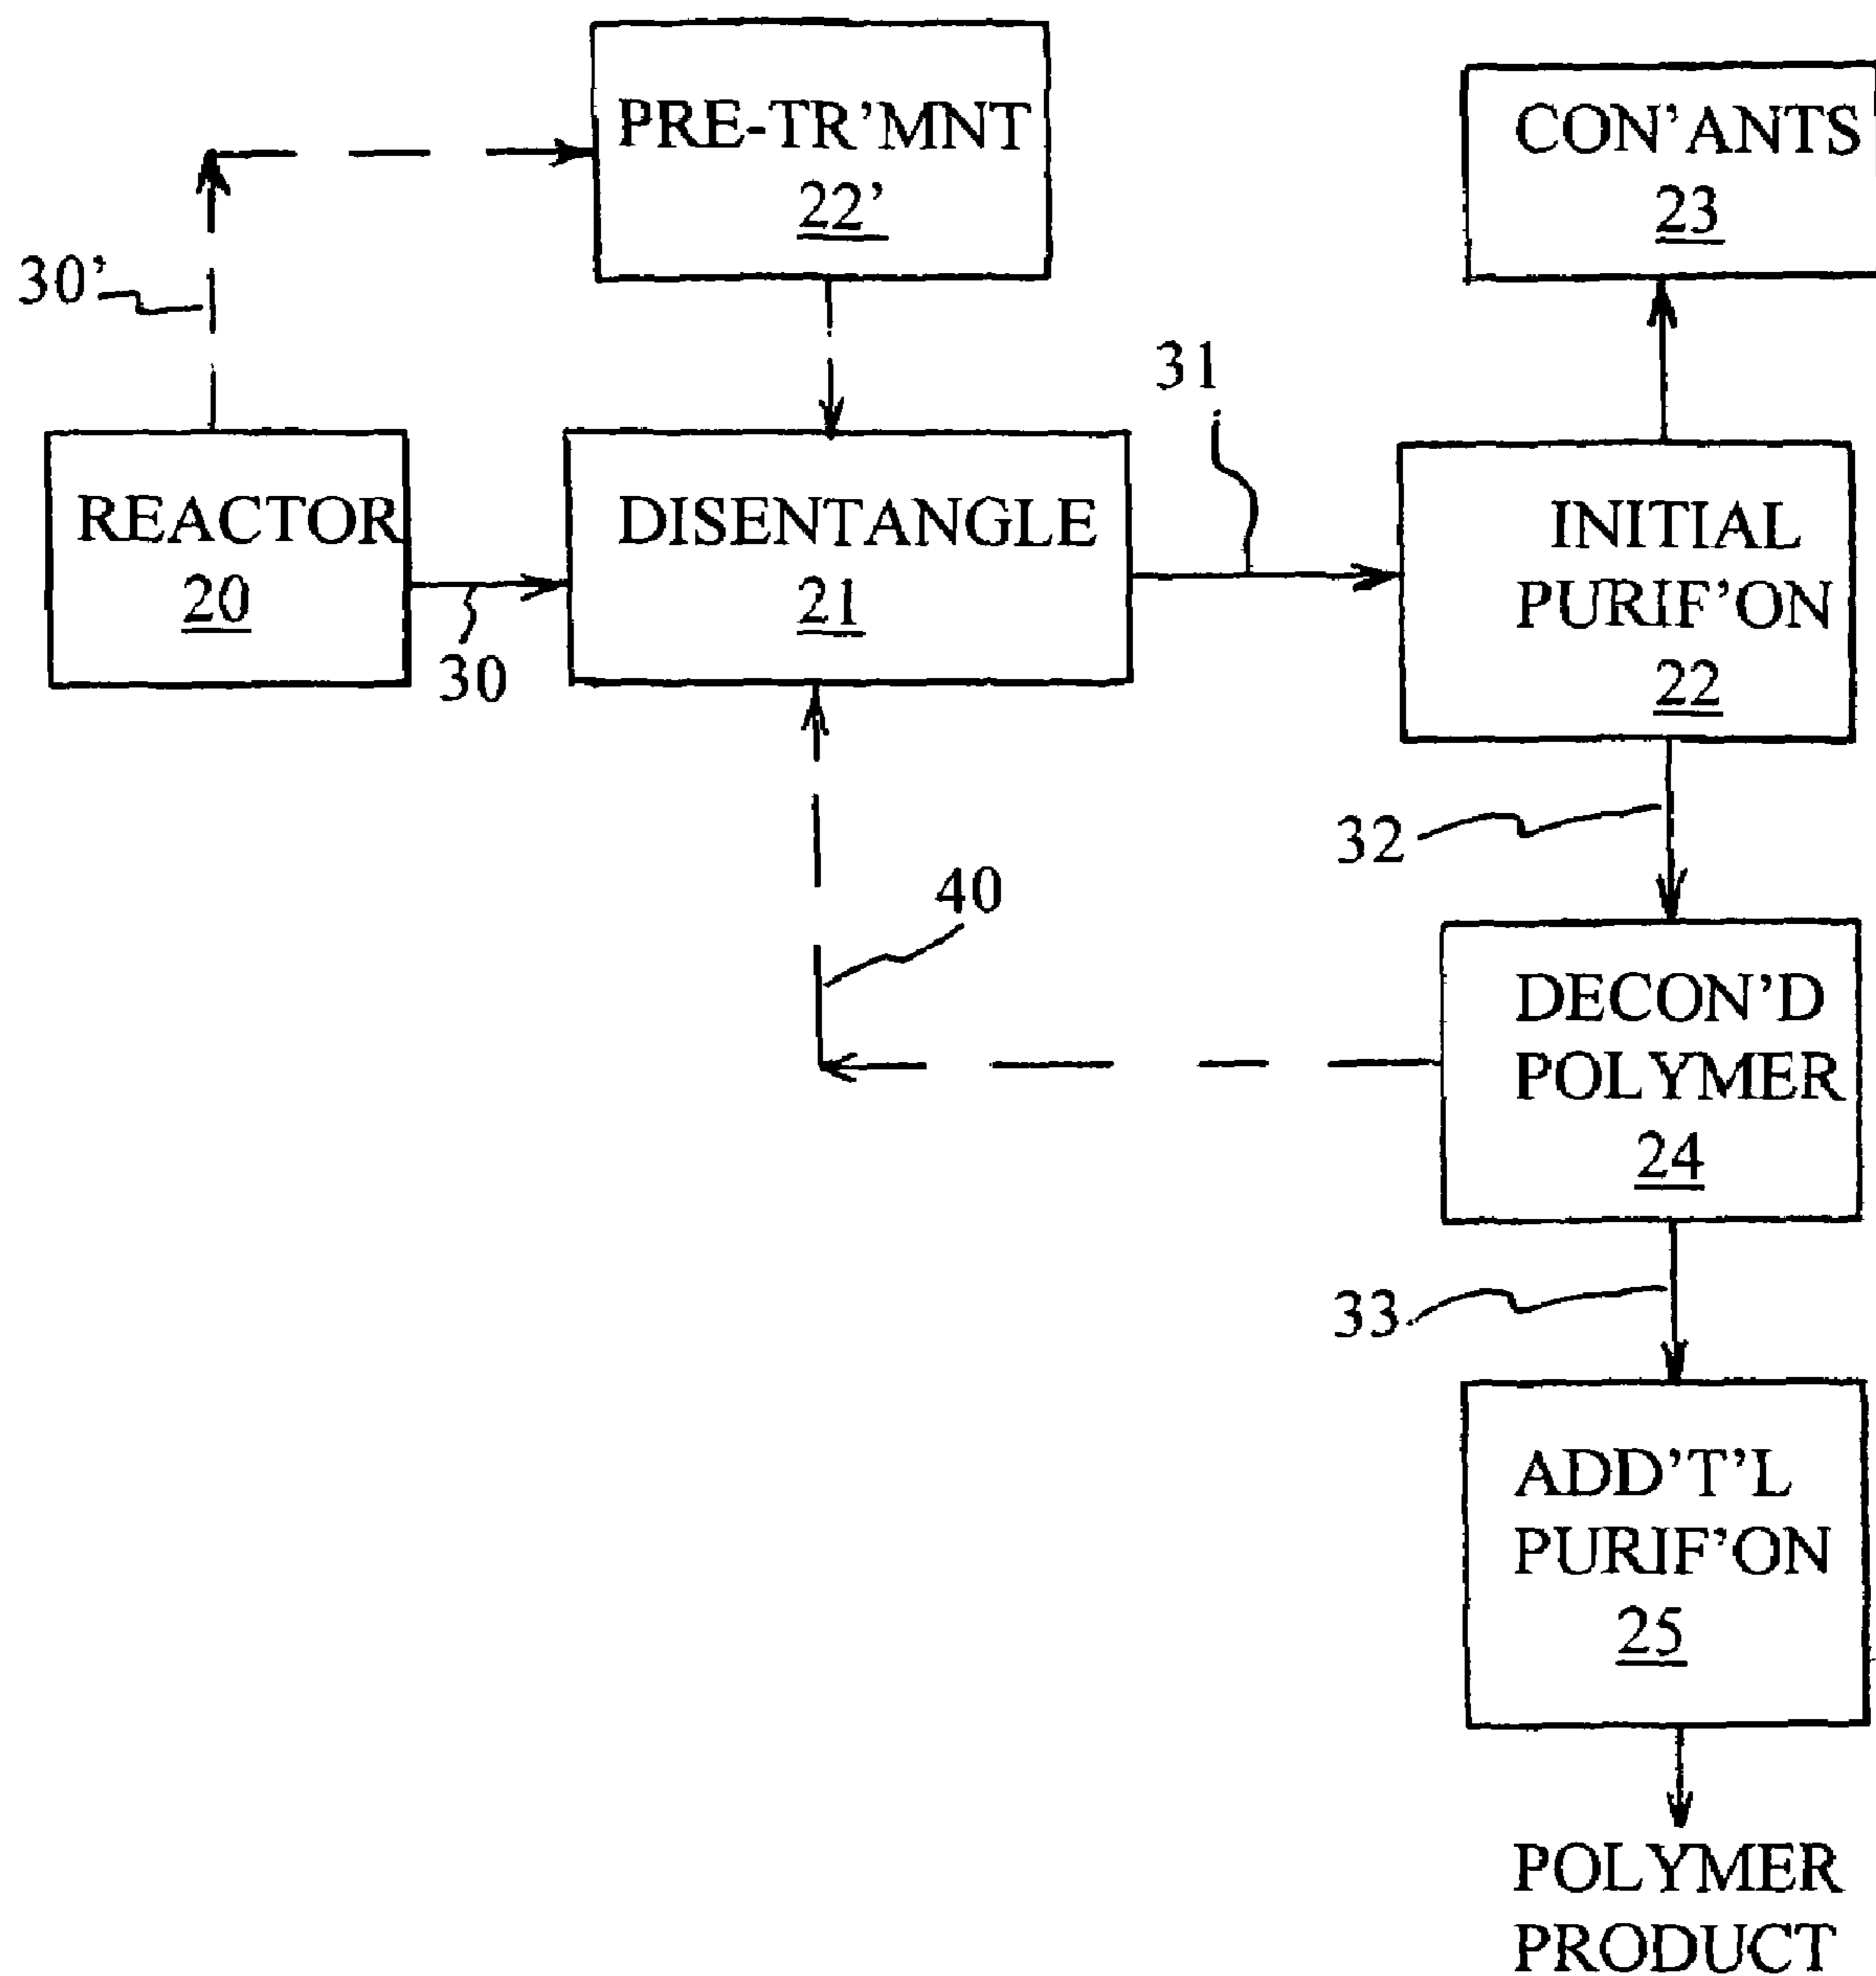 PRE-TR’MNT
22’
CON’ANTS
23
30’
31
REACTOR
20
30
DISENTANGLE
21
INITIAL
PURIF’ON
22
32
40
DECON’D
POLYMER
24
33
ADD’T’L
PURIF’ON
25
POLYMER
PRODUCT